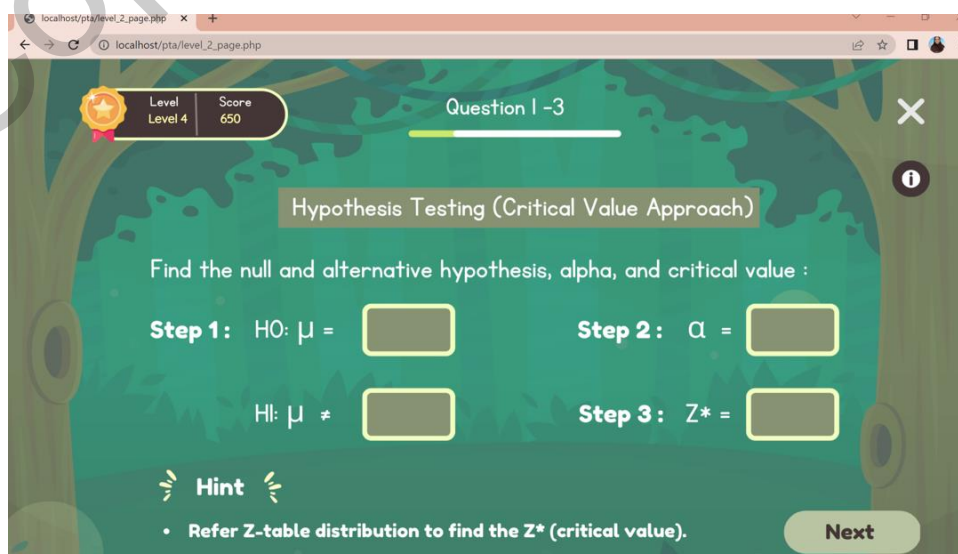 localhost/pta/level_2_page.php
localhost/pta/level_2_page.php
Level Score
Level 4 650
Question 1 -3
Hypothesis Testing (Critical Value Approach)
Find the null and alternative hypothesis, alpha, and critical value :
Step 1: H0: μ = Step 2: α =
HI: μ ≠ Step 3: Z* =
Hint
• Refer Z-table distribution to find the Z* (critical value).
Next